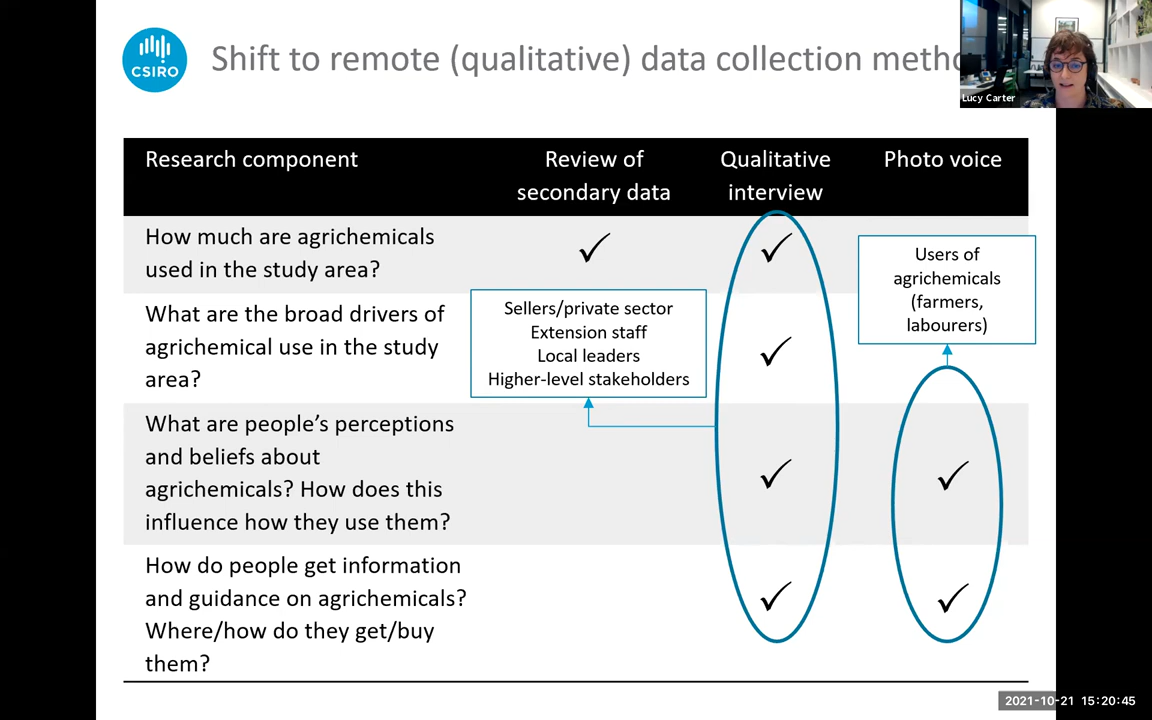 CSIRO
Shift to remote (qualitative) data collection
Lucy Carter
Research component
Review of
secondary data
Qualitative
interview
Photo voice
How much are agrichemicals
used in the study area?
Users of
agrichemicals
(farmers,
labourers)
What are the broad drivers of
agrichemical use in the study
area?
Sellers/private sector
Extension staff
Local leaders
Higher-level stakeholders
What are people’s perceptions
and beliefs about
agrichemicals? How does this
influence how they use them?
How do people get information
and guidance on agrichemicals?
Where/how do they get/buy
them?
2021-10-21 15:20:45